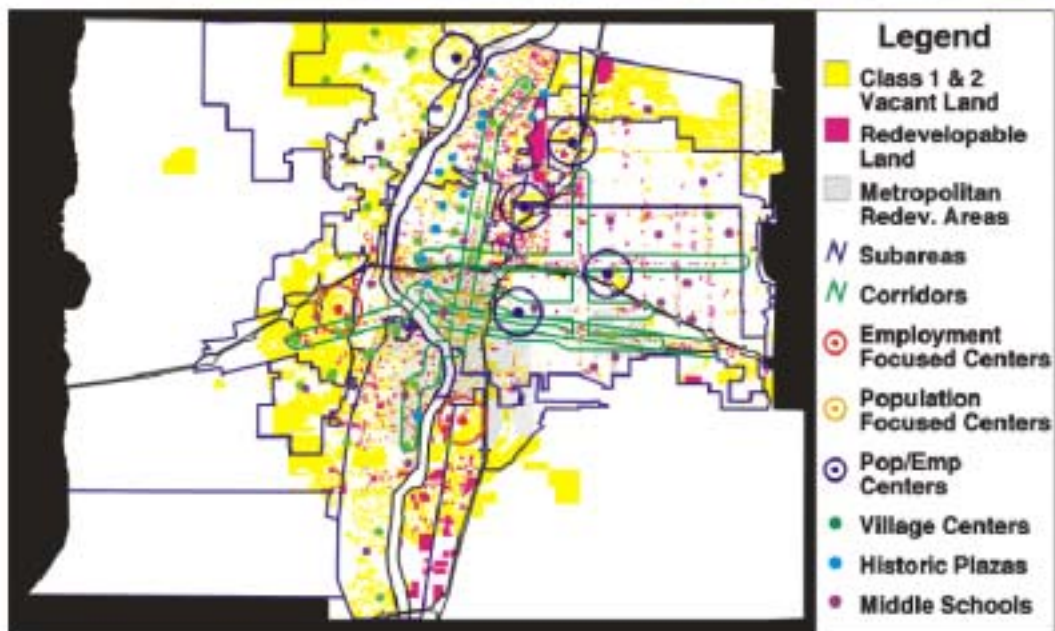 Legend
Class 1 & 2
Vacant Land
Redevelopable
Land
Metropolitan
Redev. Areas
Subareas
Corridors
Employment
Focused Centers
Population
Focused Centers
Pop/Emp
Centers
Village Centers
Historic Plazas
Middle Schools